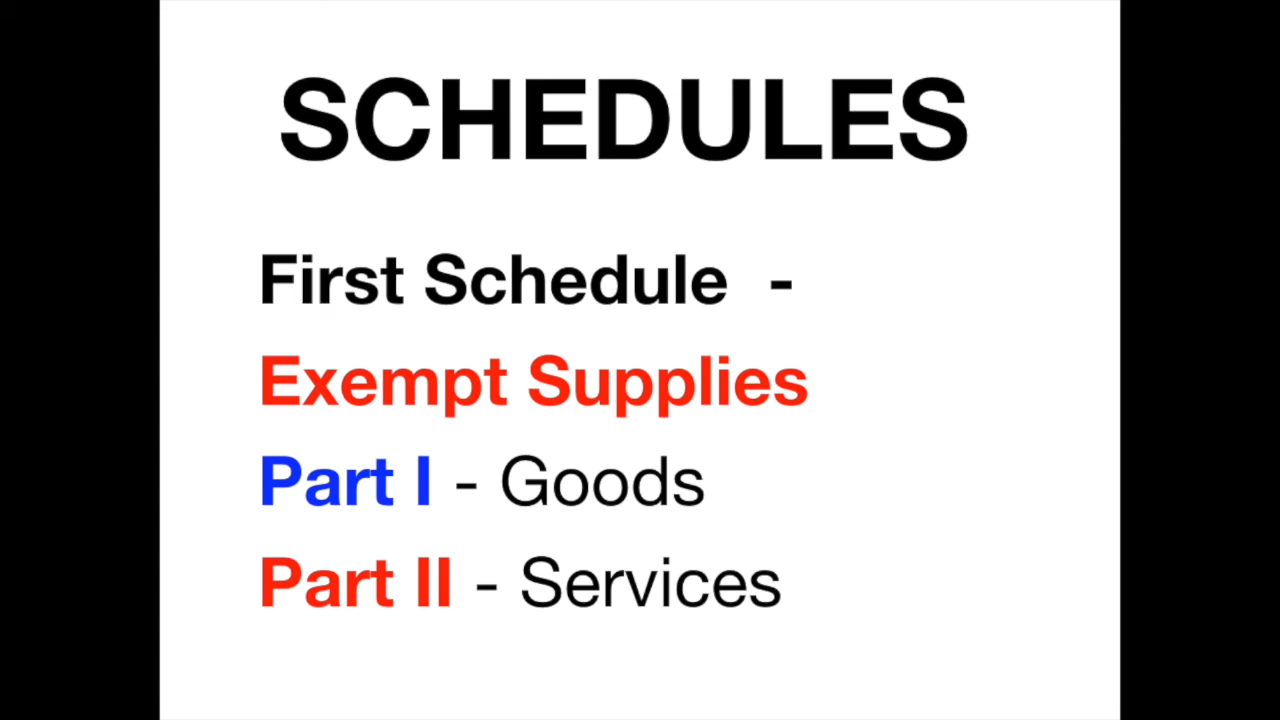 SCHEDULES
First Schedule  -
Exempt Supplies
Part I - Goods
Part II - Services